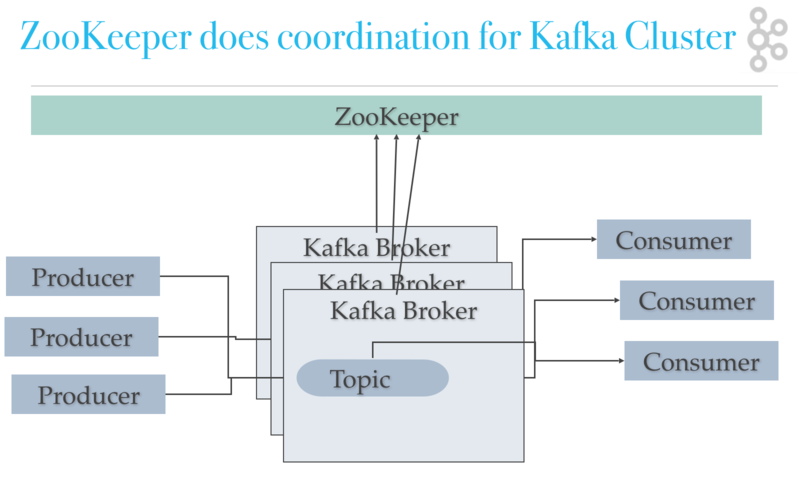 ZooKeeper does coordination for Kafka Cluster
ZooKeeper
Kafka Broker
Kafka Broker
Kafka Broker
Topic
Producer
Producer
Producer
Consumer
Consumer
Consumer